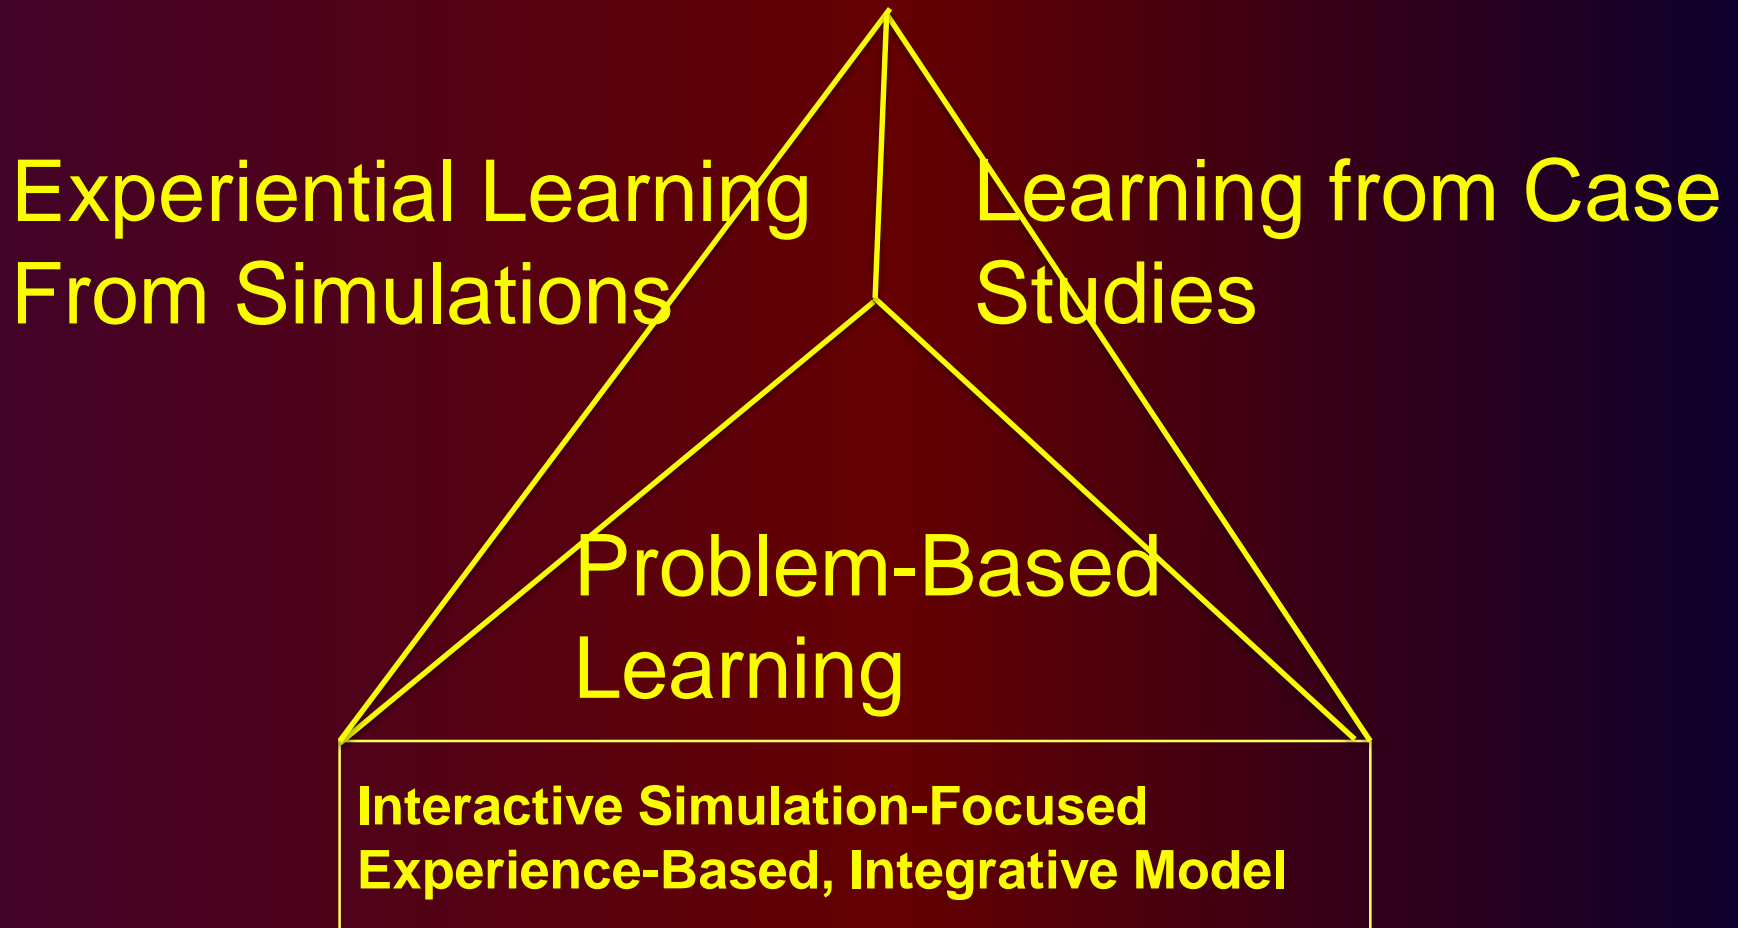 Experiential Learning
From Simulations
Learning from Case
Studies
Problem-Based
Learning
Interactive Simulation-Focused
Experience-Based, Integrative Model